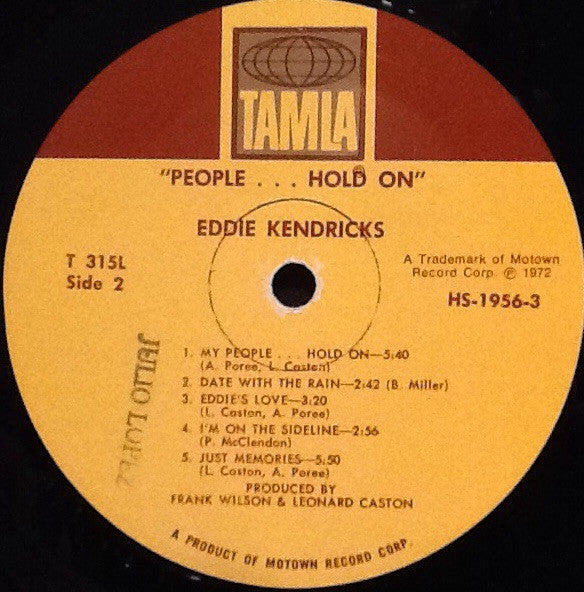 TAMLA
®
"PEOPLE . . . HOLD ON"
EDDIE KENDRICKS
T 315L
Side 2
A Trademark of Motown
Record Corp. ℗ 1972
HS-1956-3
1. MY PEOPLE . . . HOLD ON—5:40
(A. Poree, L. Caston)
2. DATE WITH THE RAIN—2:42 (B. Miller)
3. EDDIE'S LOVE—3:20
(L. Caston, A. Poree)
4. I'M ON THE SIDELINE—2:56
(P. McClendon)
5. JUST MEMORIES—5:50
(L. Caston, A. Poree)
PRODUCED BY
FRANK WILSON & LEONARD CASTON
A PRODUCT OF MOTOWN RECORD CORP.
JULIO